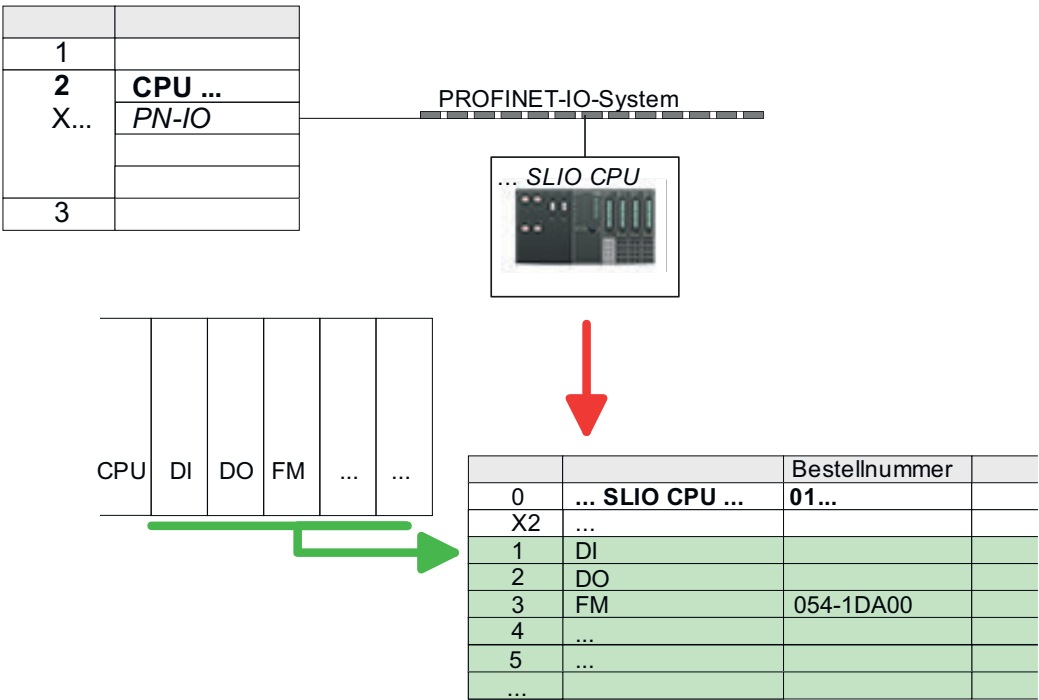 1
2 CPU ...
X... PN-IO
3
PROFINET-IO-System
... SLIO CPU
CPU DI DO FM ... ...
Bestellnummer
0 ... SLIO CPU ... 01...
X2 ...
1 DI
2 DO
3 FM 054-1DA00
4 ...
5 ...
...